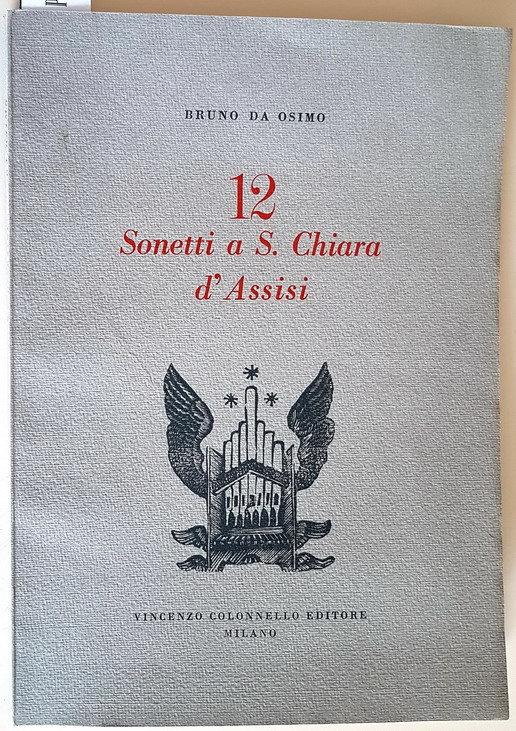 BRUNO DA OSIMO
12
Sonetti a S. Chiara
d'Assisi
VINCENZO COLONNELLO EDITORE
MILANO